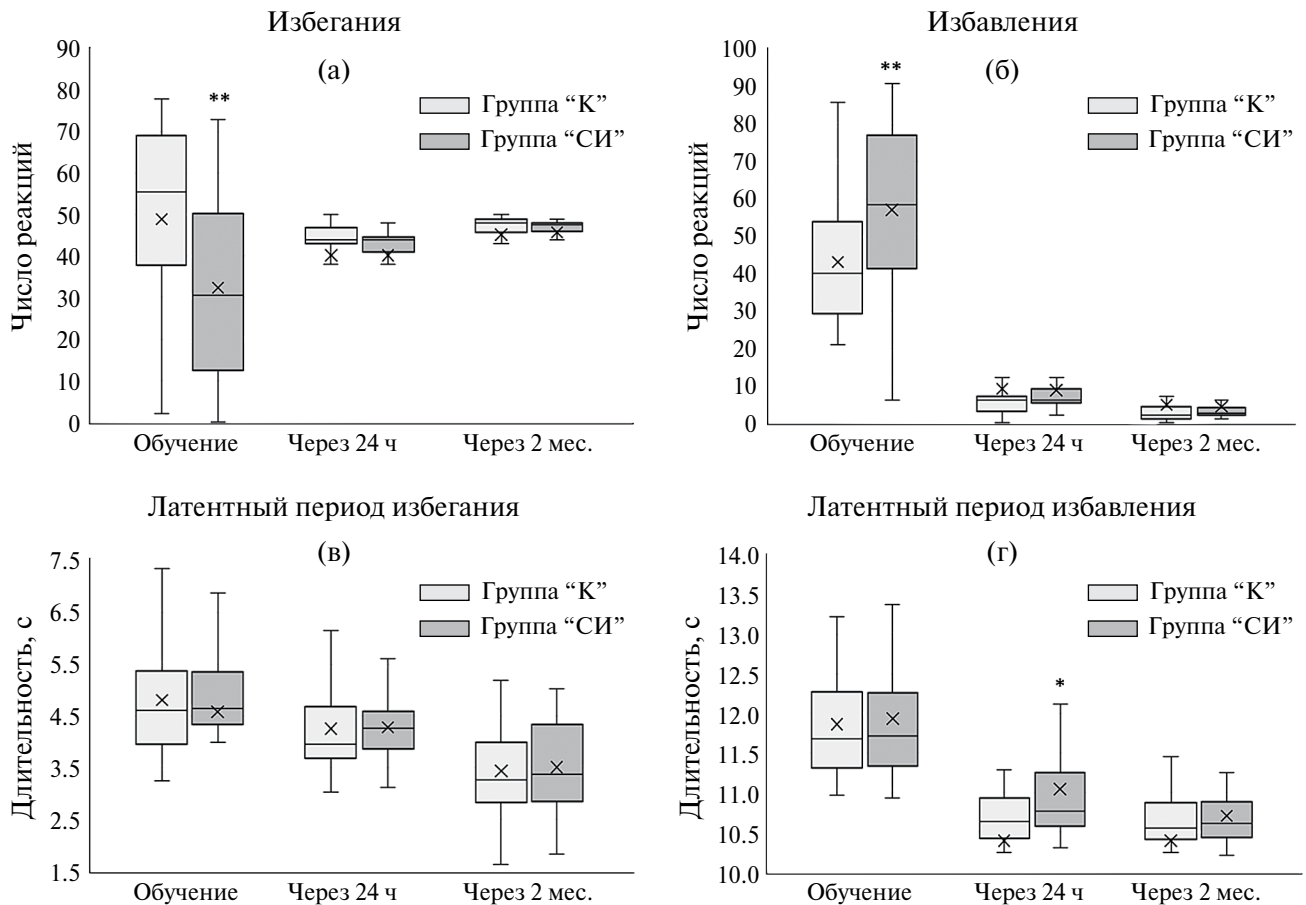 Избегания
(а)
Число реакций
90
80
70
60
50
40
30
20
10
0
**
Группа “К”
Группа “СИ”
Обучение
Через 24 ч
Через 2 мес.
Избавления
(б)
Число реакций
100
90
80
70
60
50
40
30
20
10
0
**
Группа “К”
Группа “СИ”
Обучение
Через 24 ч
Через 2 мес.
Латентный период избегания
(в)
Длительность, с
7.5
6.5
5.5
4.5
3.5
2.5
1.5
Группа “К”
Группа “СИ”
Обучение
Через 24 ч
Через 2 мес.
Латентный период избавления
(г)
Длительность, с
14.0
13.5
13.0
12.5
12.0
11.5
11.0
10.5
10.0
*
Группа “К”
Группа “СИ”
Обучение
Через 24 ч
Через 2 мес.